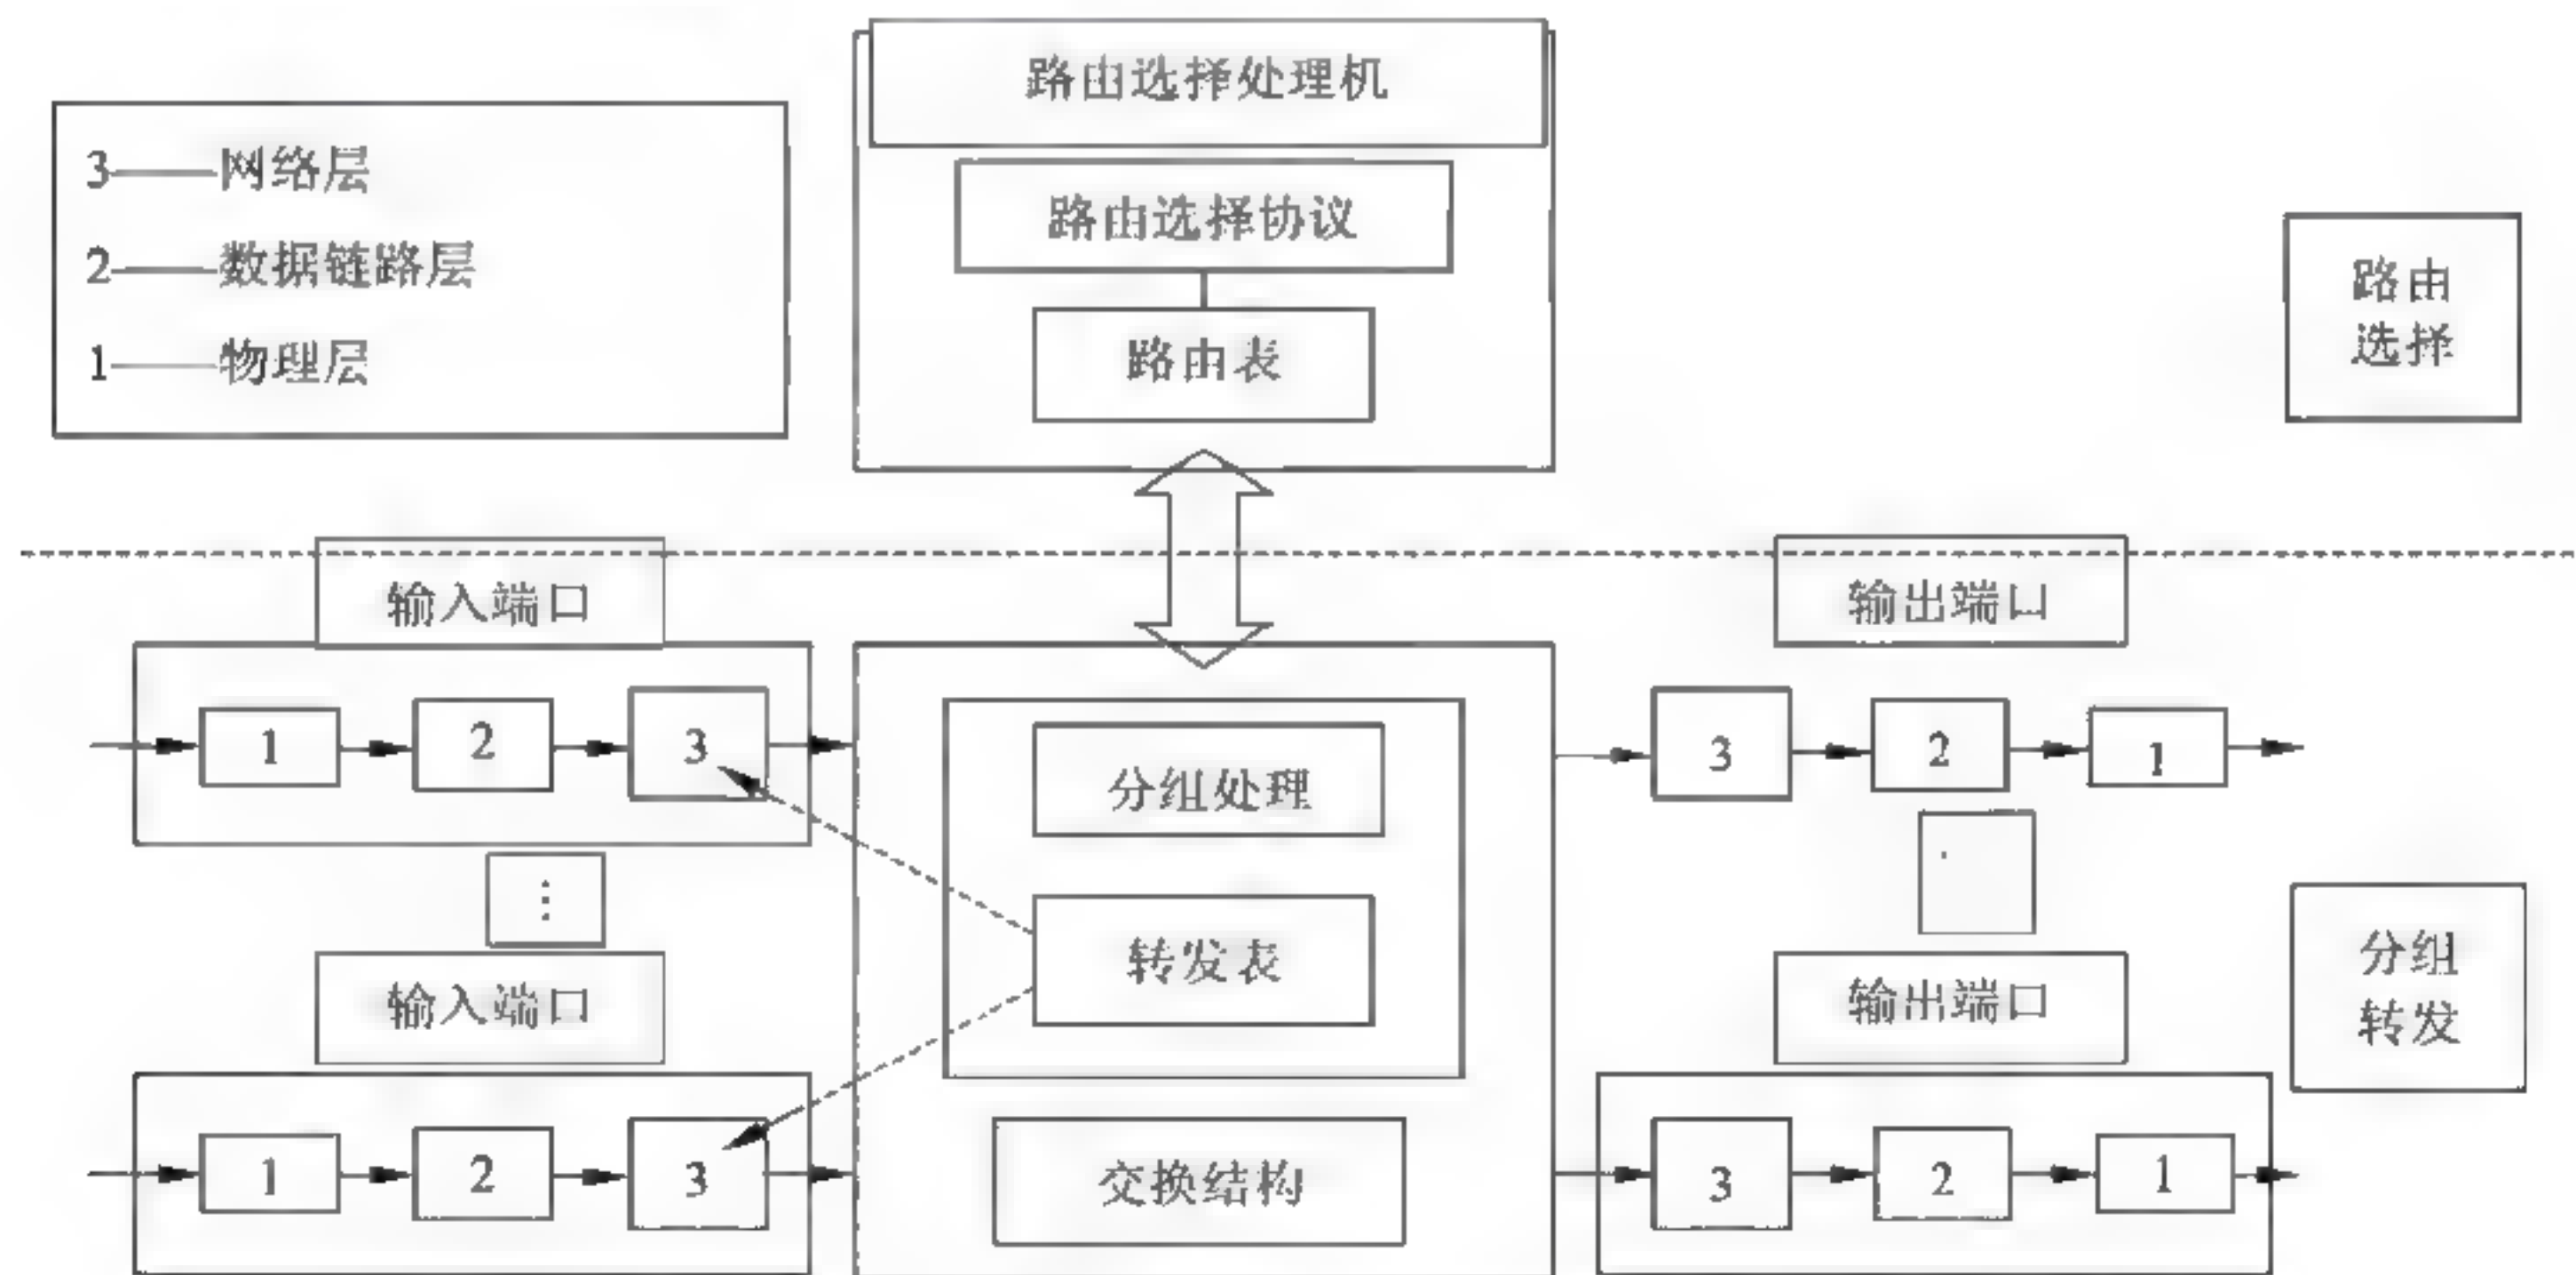 路由选择处理机
3——网络层
2——数据链路层
1——物理层
路由选择协议
路由表
路由
选择
输入端口
输出端口
1
2
3
分组处理
3
2
1
⋮
转发表
输入端口
输出端口
分组
转发
1
2
3
交换结构
3
2
1